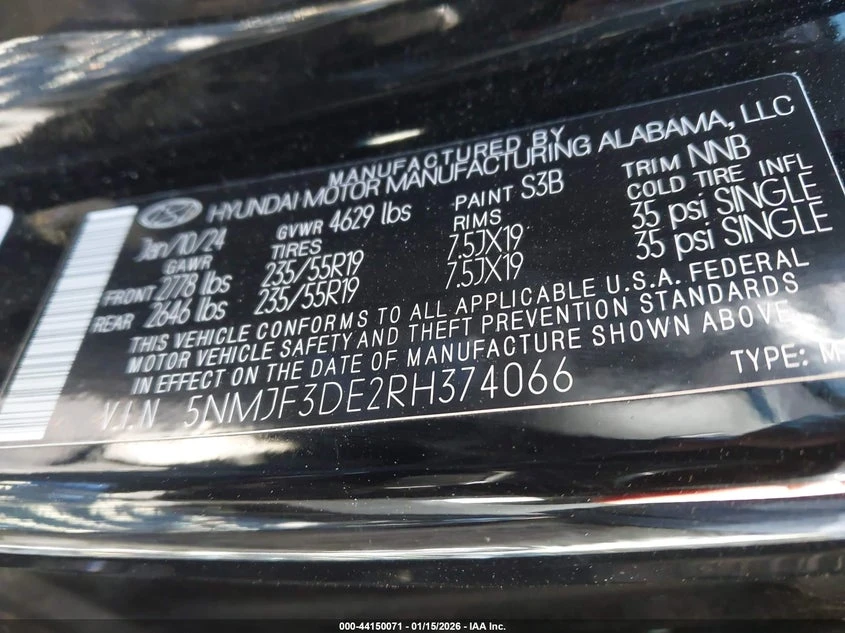 MANUFACTURED BY
HYUNDAI MOTOR MANUFACTURING ALABAMA, LLC
Jan/10/24 GVWR 4629 lbs PAINT S3B TRIM NNB
GAWR TIRES RIMS COLD TIRE INFL
FRONT 2778 lbs 235/55R19 7.5JX19 35 psi SINGLE
REAR 2646 lbs 235/55R19 7.5JX19 35 psi SINGLE
THIS VEHICLE CONFORMS TO ALL APPLICABLE U.S.A. FEDERAL
MOTOR VEHICLE SAFETY AND THEFT PREVENTION STANDARDS
IN EFFECT ON THE DATE OF MANUFACTURE SHOWN ABOVE.
V.I.N 5NMJF3DE2RH374066 TYPE:
000-44150071 - 01/15/2026 - IAA Inc.